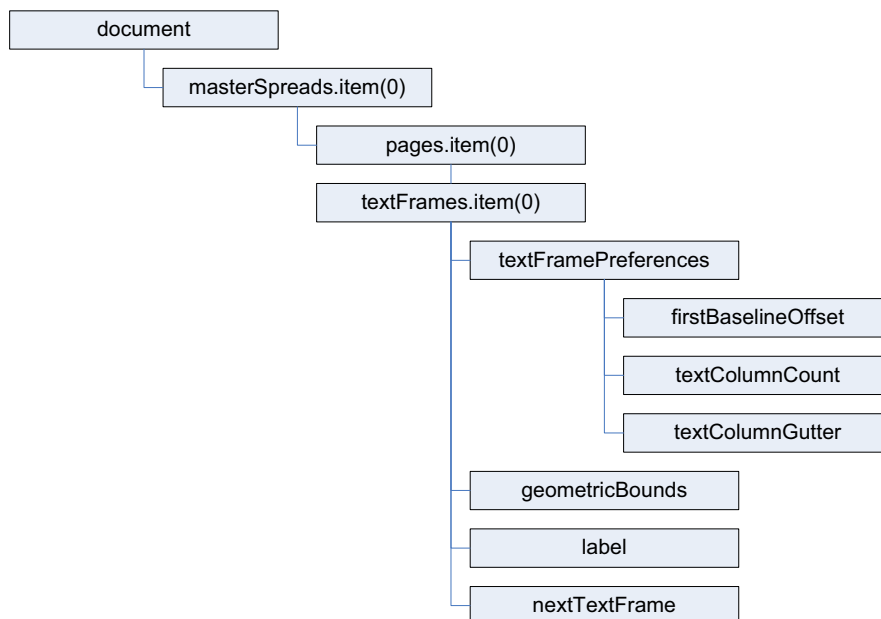 document
masterSpreads.item(0)
pages.item(0)
textFrames.item(0)
textFramePreferences
firstBaselineOffset
textColumnCount
textColumnGutter
geometricBounds
label
nextTextFrame